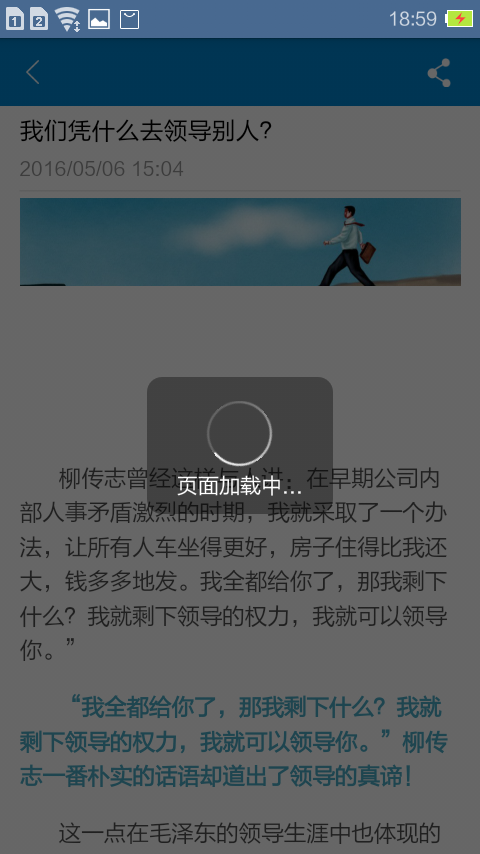 1 2 18:59
我们凭什么去领导别人?
2016/05/06 15:04
柳传志曾经这样与人讲：在早期公司内
页面加载中...
部人事矛盾激烈的时期，我就采取了一个办
法，让所有人车坐得更好，房子住得比我还
大，钱多多地发。我全都给你了，那我剩下
什么？我就剩下领导的权力，我就可以领导
你。”
“我全都给你了，那我剩下什么？我就
剩下领导的权力，我就可以领导你。”柳传
志一番朴实的话语却道出了领导的真谛！
这一点在毛泽东的领导生涯中也体现的